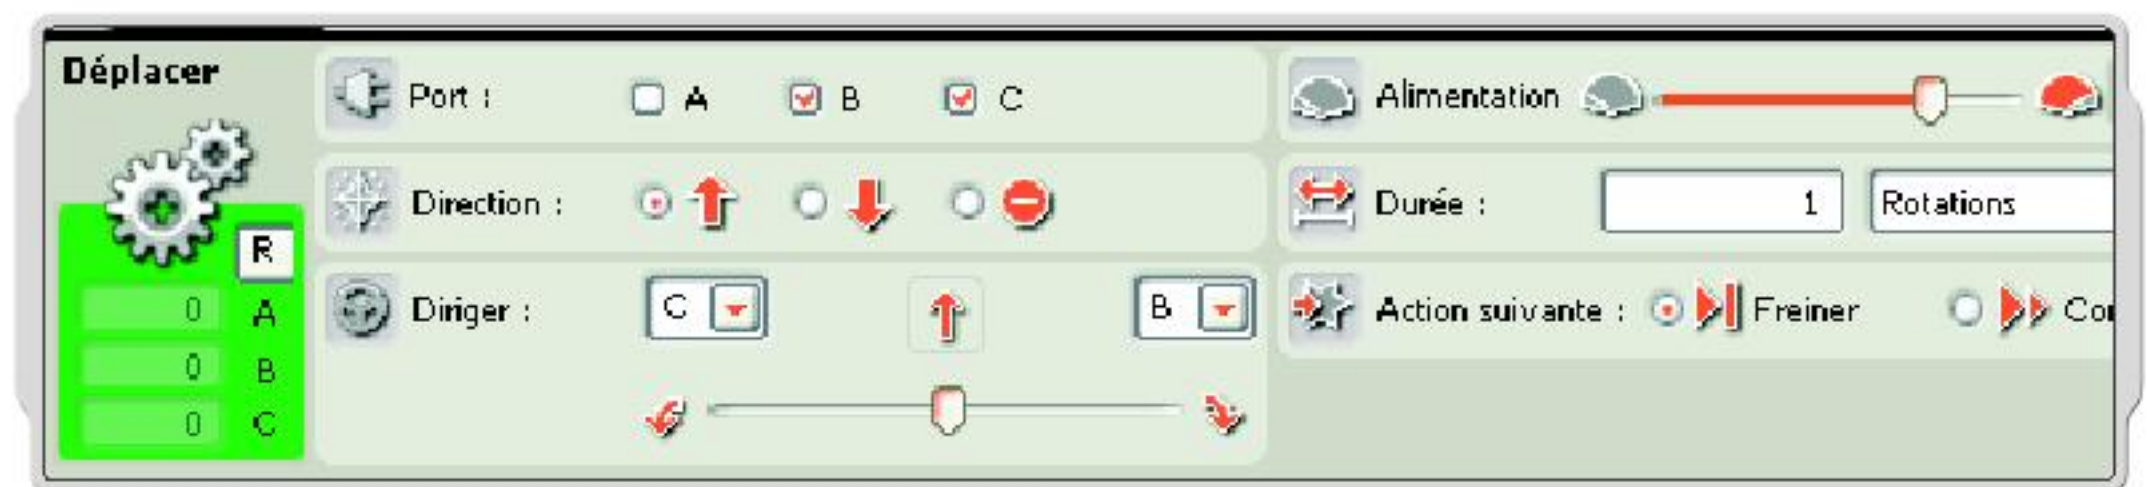 Déplacer
Port : A B C
Alimentation
Direction :
Durée : 1 Rotations
R
Diriger : C B
Action suivante : Freiner
0 A
0 B
0 C